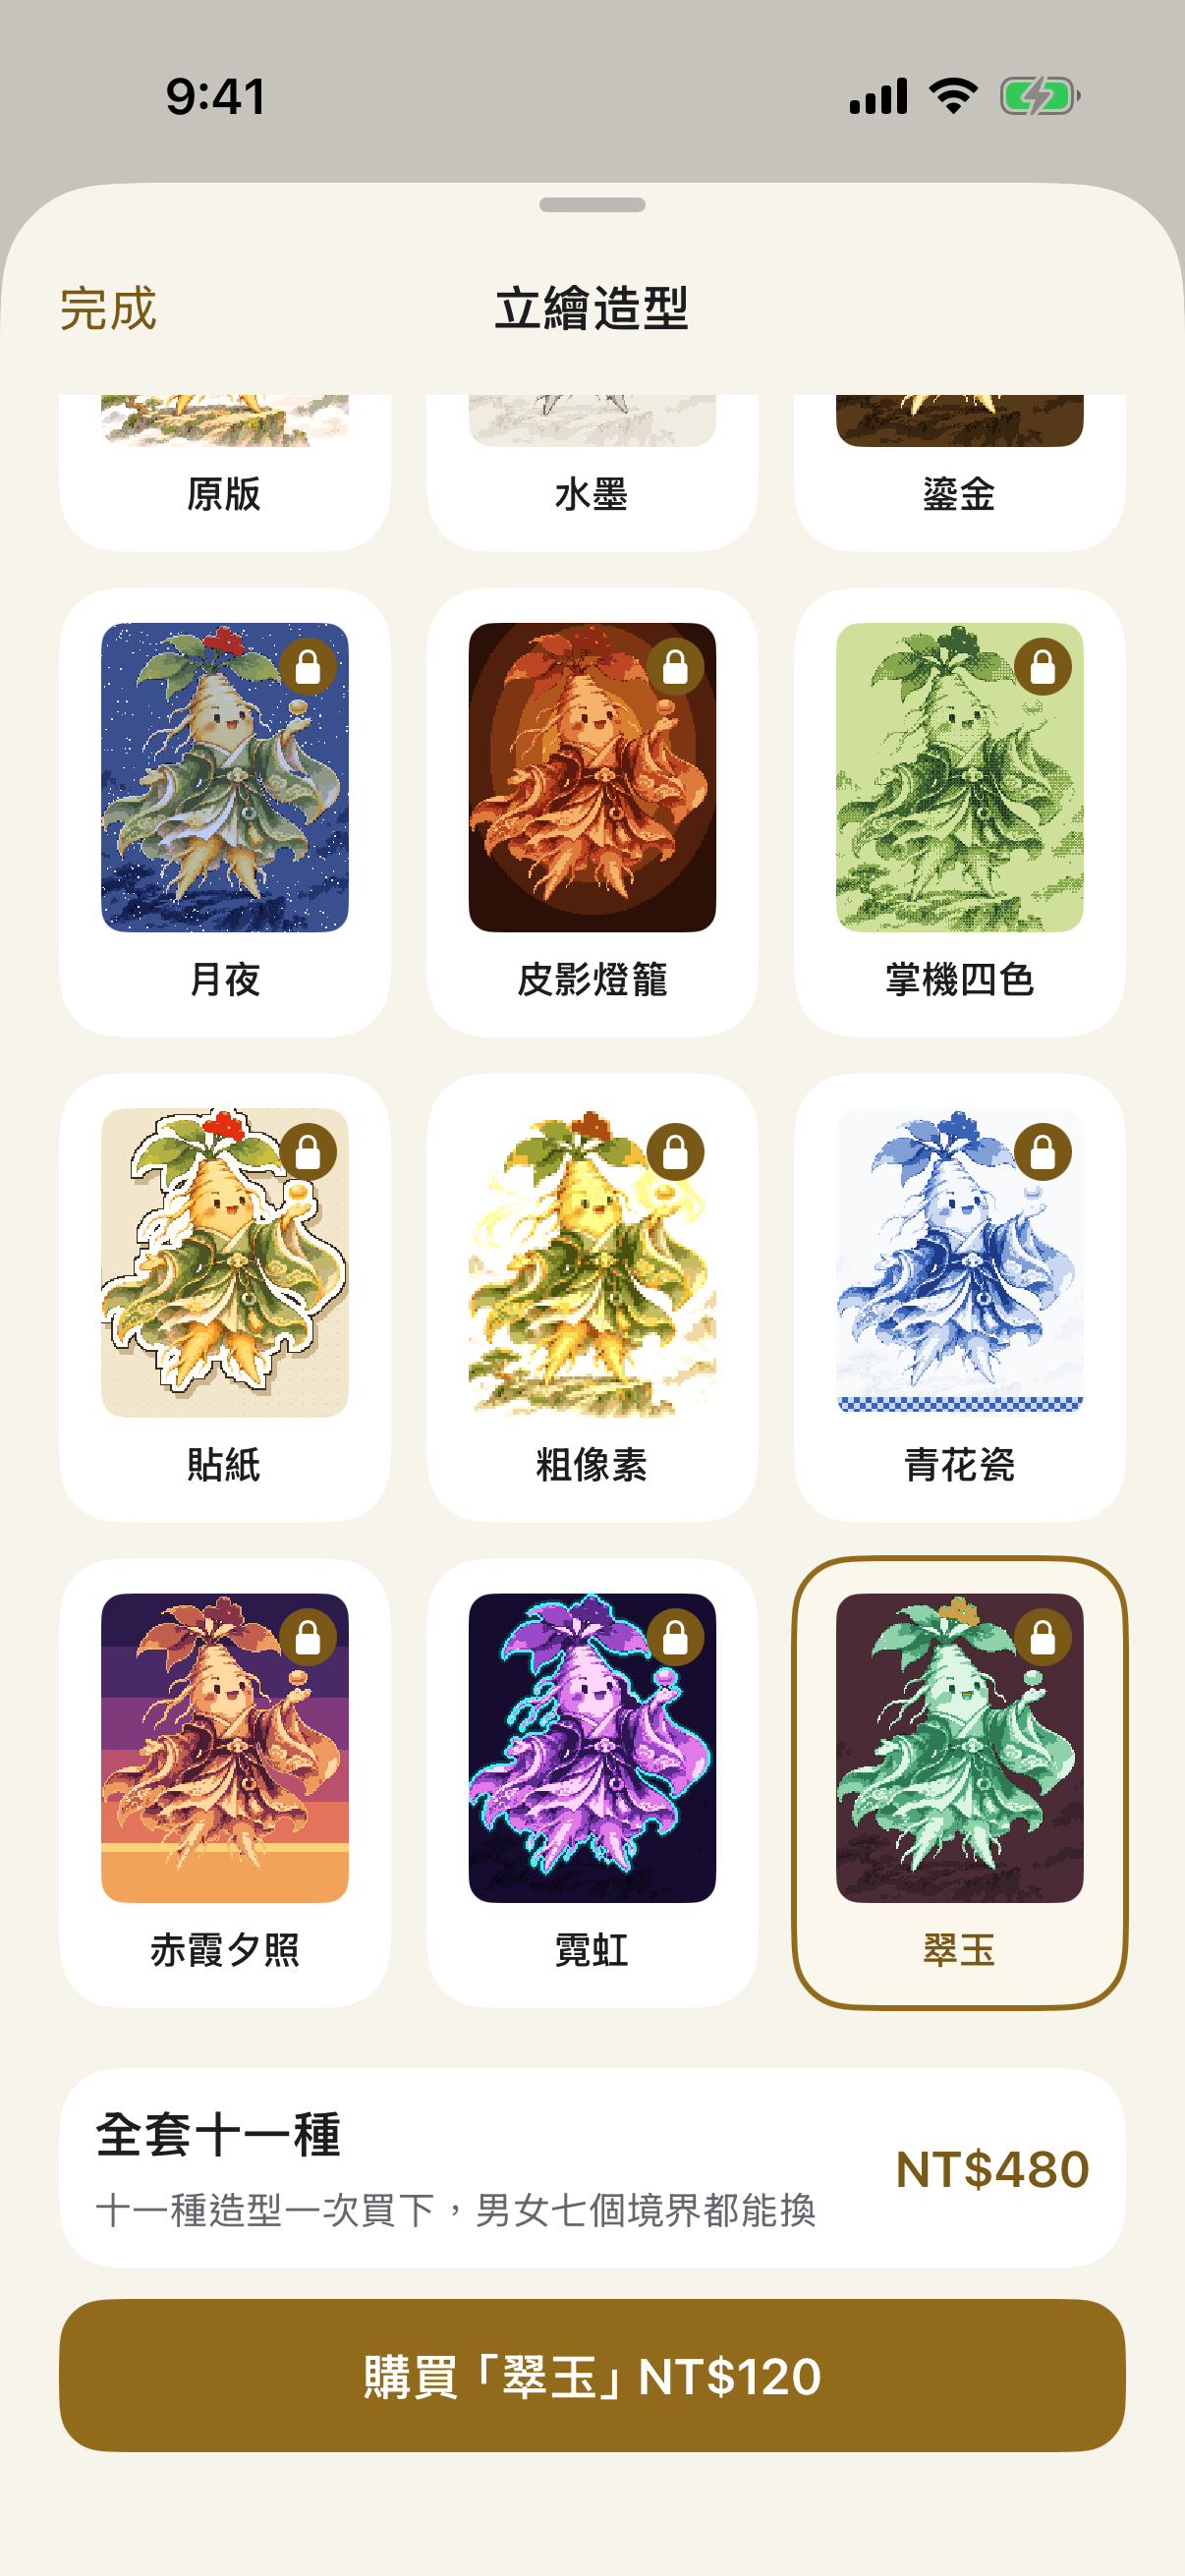 9:41
完成
立繪造型
原版
水墨
鎏金
月夜
皮影燈籠
掌機四色
貼紙
粗像素
青花瓷
赤霞夕照
霓虹
翠玉
全套十一種
十一種造型一次買下，男女七個境界都能換
NT$480
購買「翠玉」NT$120